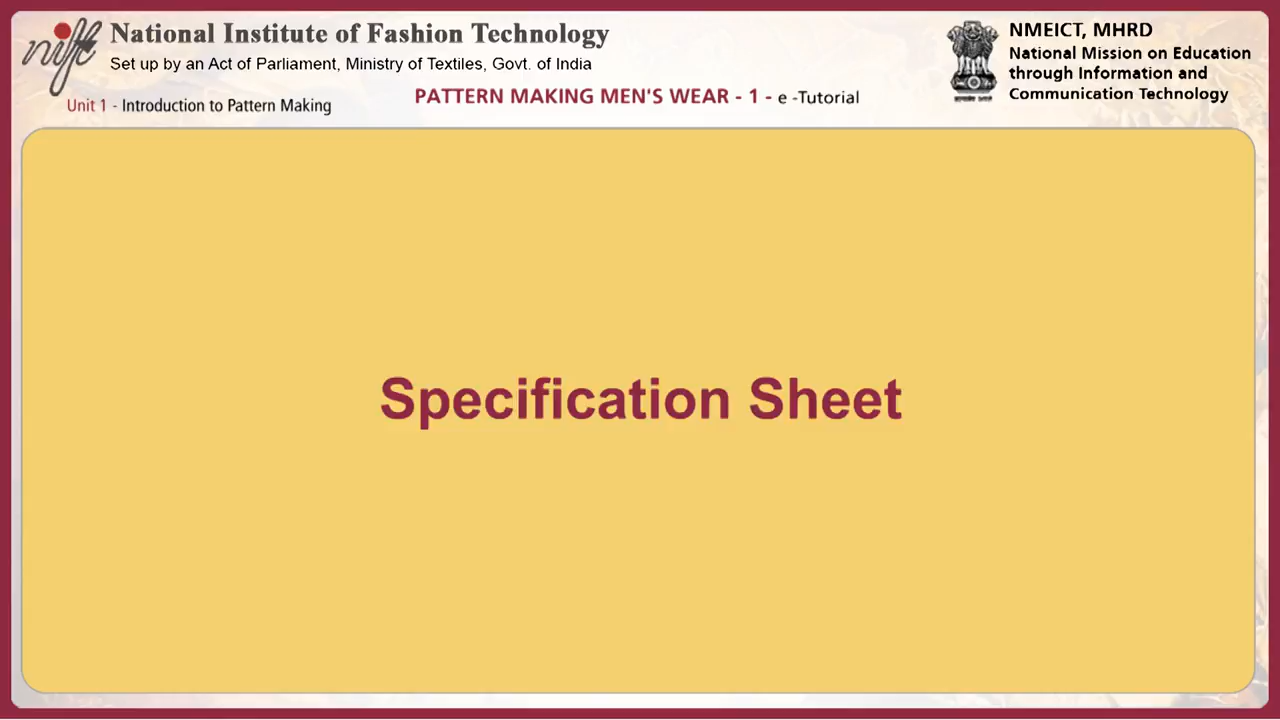 nift
National Institute of Fashion Technology
Set up by an Act of Parliament, Ministry of Textiles, Govt. of India
Unit 1 - Introduction to Pattern Making
PATTERN MAKING MEN'S WEAR - 1 - e -Tutorial
NMEICT, MHRD
National Mission on Education
through Information and
Communication Technology
Specification Sheet